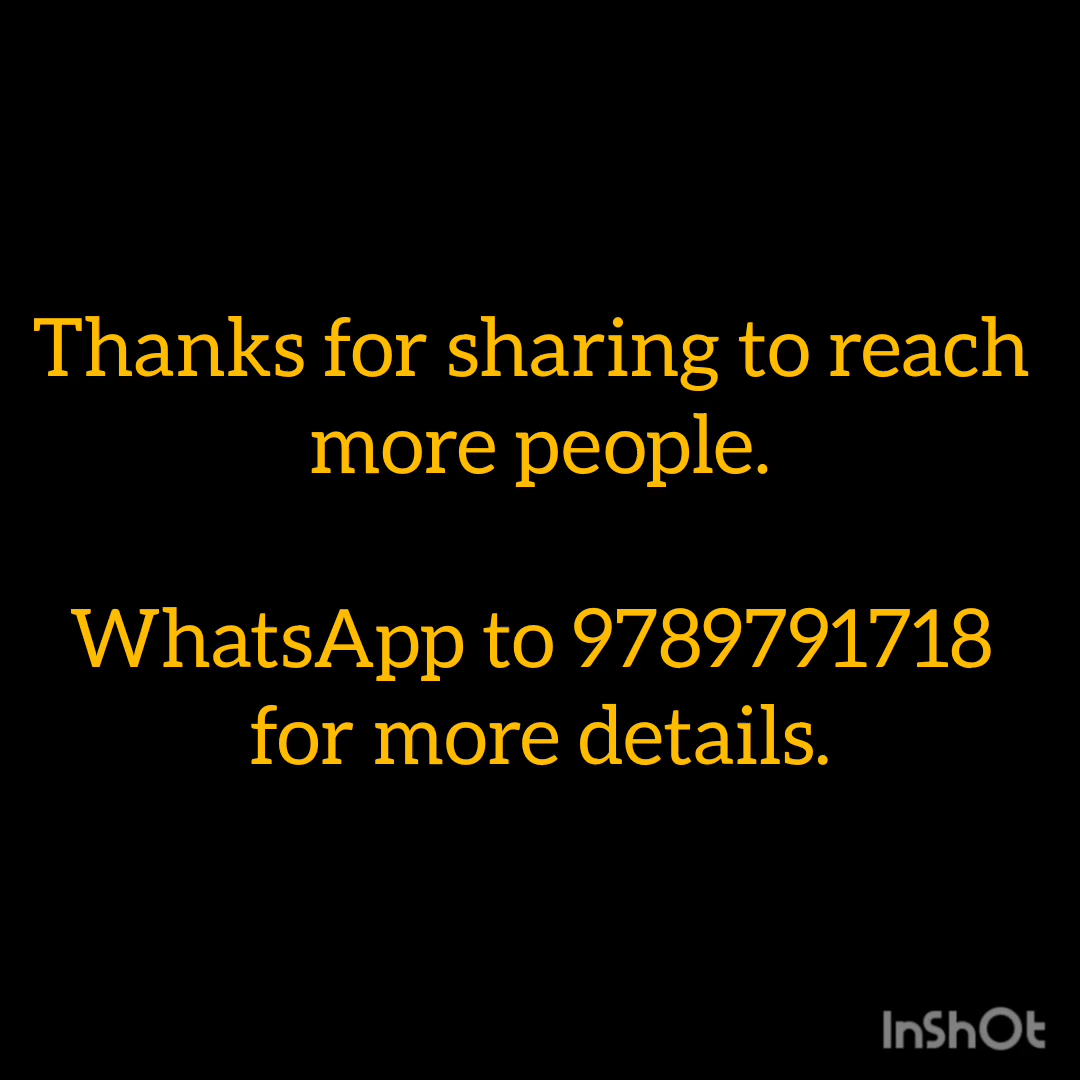 Thanks for sharing to reach
more people.
WhatsApp to 9789791718
for more details.
InShOt